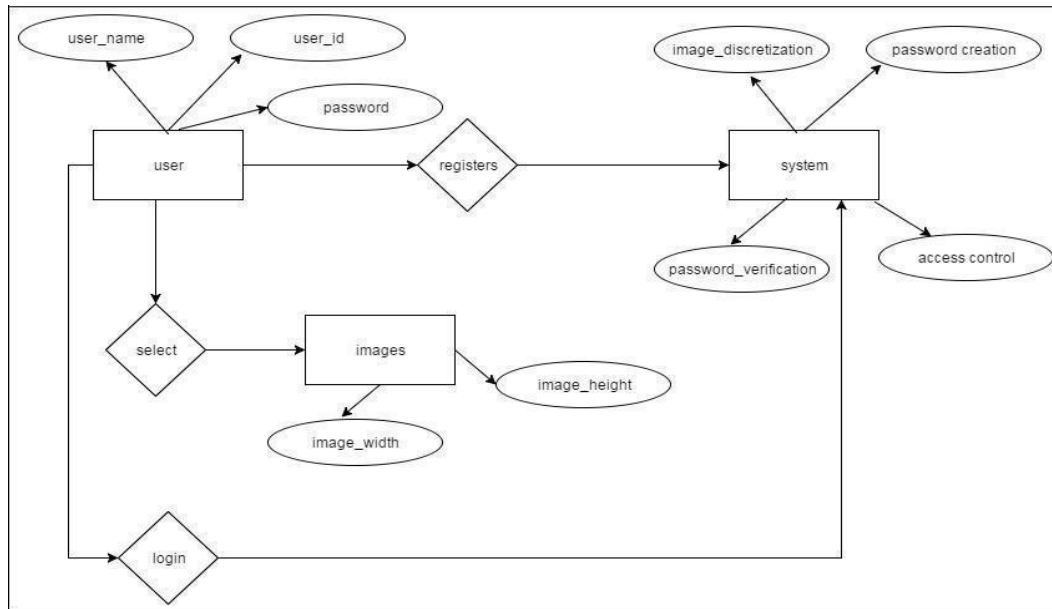 user_name
user_id
image_discretization
password creation
password
user
registers
system
password_verification
access control
select
images
image_height
image_width
login